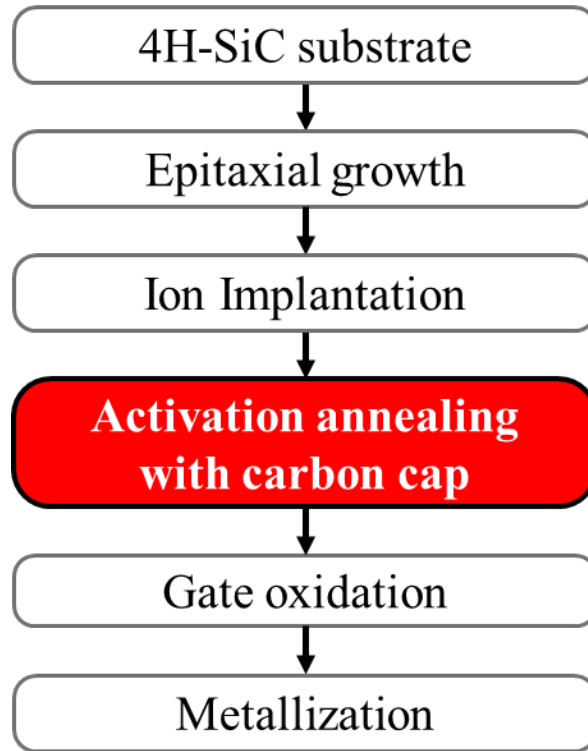 4H-SiC substrate
Epitaxial growth
Ion Implantation
Activation annealing
with carbon cap
Gate oxidation
Metallization